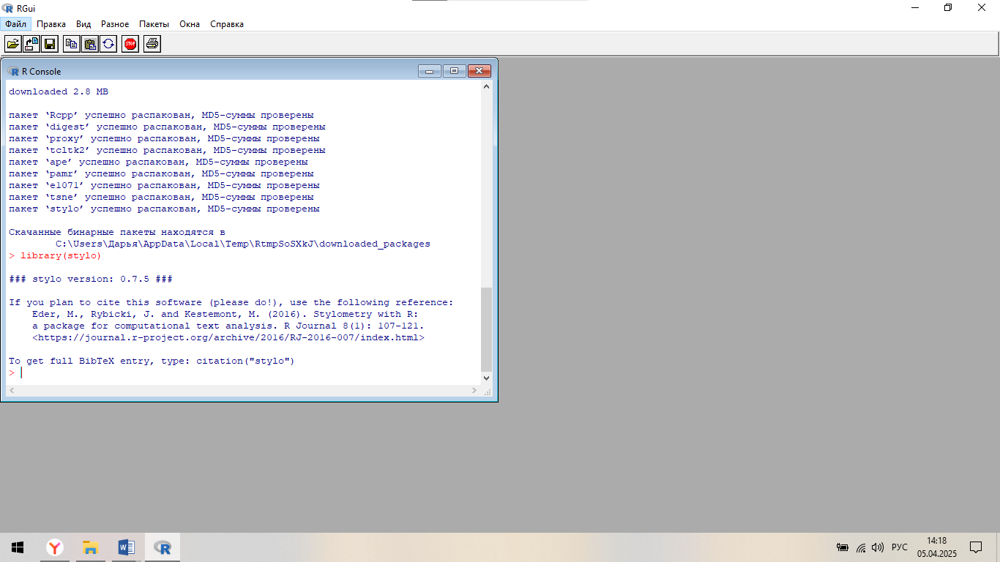 RGui
Файл Правка Вид Разное Пакеты Окна Справка
STOP
R Console
downloaded 2.8 MB
пакет ‘Rcpp’ успешно распакован, MD5-суммы проверены
пакет ‘digest’ успешно распакован, MD5-суммы проверены
пакет ‘proxy’ успешно распакован, MD5-суммы проверены
пакет ‘tcltk2’ успешно распакован, MD5-суммы проверены
пакет ‘ape’ успешно распакован, MD5-суммы проверены
пакет ‘pamr’ успешно распакован, MD5-суммы проверены
пакет ‘e1071’ успешно распакован, MD5-суммы проверены
пакет ‘tsne’ успешно распакован, MD5-суммы проверены
пакет ‘stylo’ успешно распакован, MD5-суммы проверены
Скачанные бинарные пакеты находятся в
C:\Users\Дарья\AppData\Local\Temp\RtmpSoSXkJ\downloaded_packages
> library(stylo)
### stylo version: 0.7.5 ###
If you plan to cite this software (please do!), use the following reference:
Eder, M., Rybicki, J. and Kestemont, M. (2016). Stylometry with R:
a package for computational text analysis. R Journal 8(1): 107-121.
<https://journal.r-project.org/archive/2016/RJ-2016-007/index.html>
To get full BibTeX entry, type: citation("stylo")
>
РУС
14:18
05.04.2025